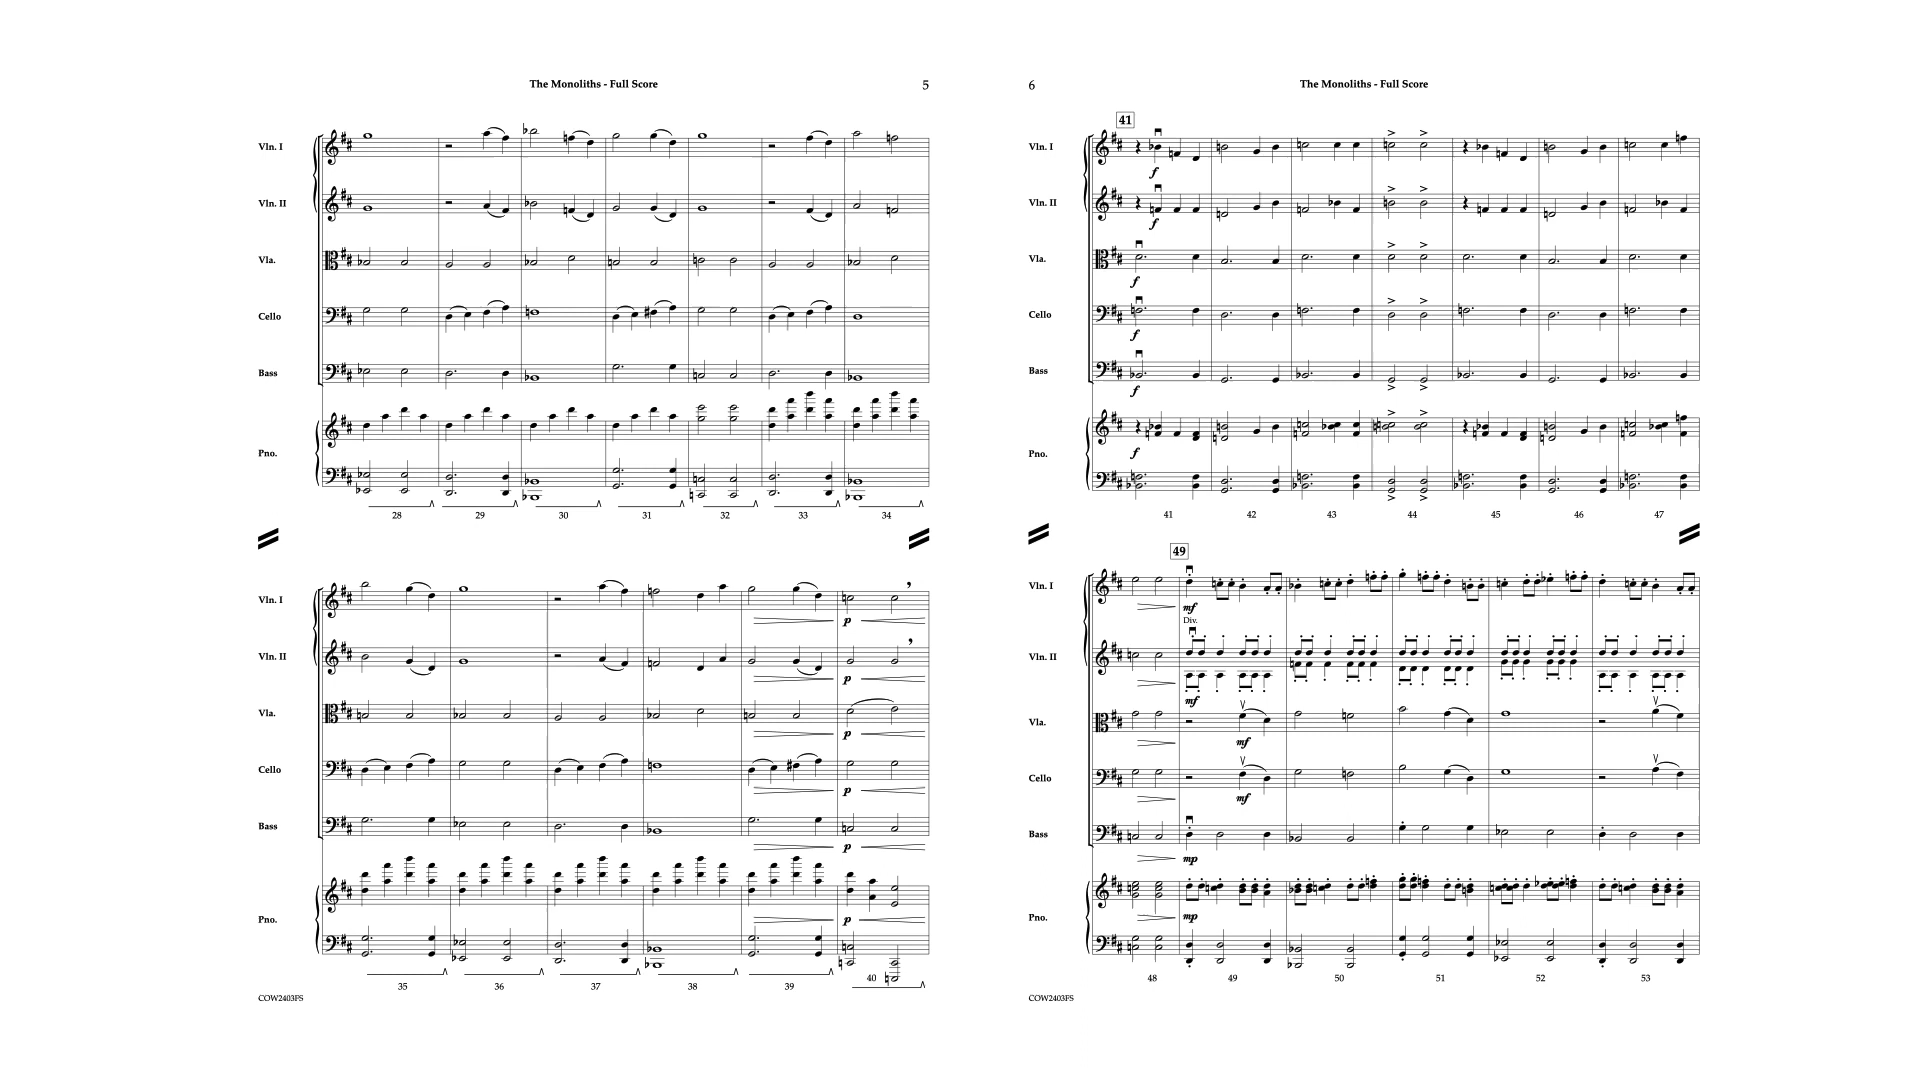 The Monoliths - Full Score
5
Vln. I
Vln. II
Vla.
Cello
Bass
Pno.
28 29 30 31 32 33 34
Vln. I
p
Vln. II
p
Vla.
p
Cello
p
Bass
p
Pno.
p
35 36 37 38 39 40
COW2403FS
6
The Monoliths - Full Score
41
Vln. I
f
Vln. II
f
Vla.
f
Cello
f
Bass
f
Pno.
f
41 42 43 44 45 46 47
49
Vln. I
mf
Div.
Vln. II
mf
Vla.
mf
Cello
mf
Bass
mp
Pno.
mp
48 49 50 51 52 53
COW2403FS